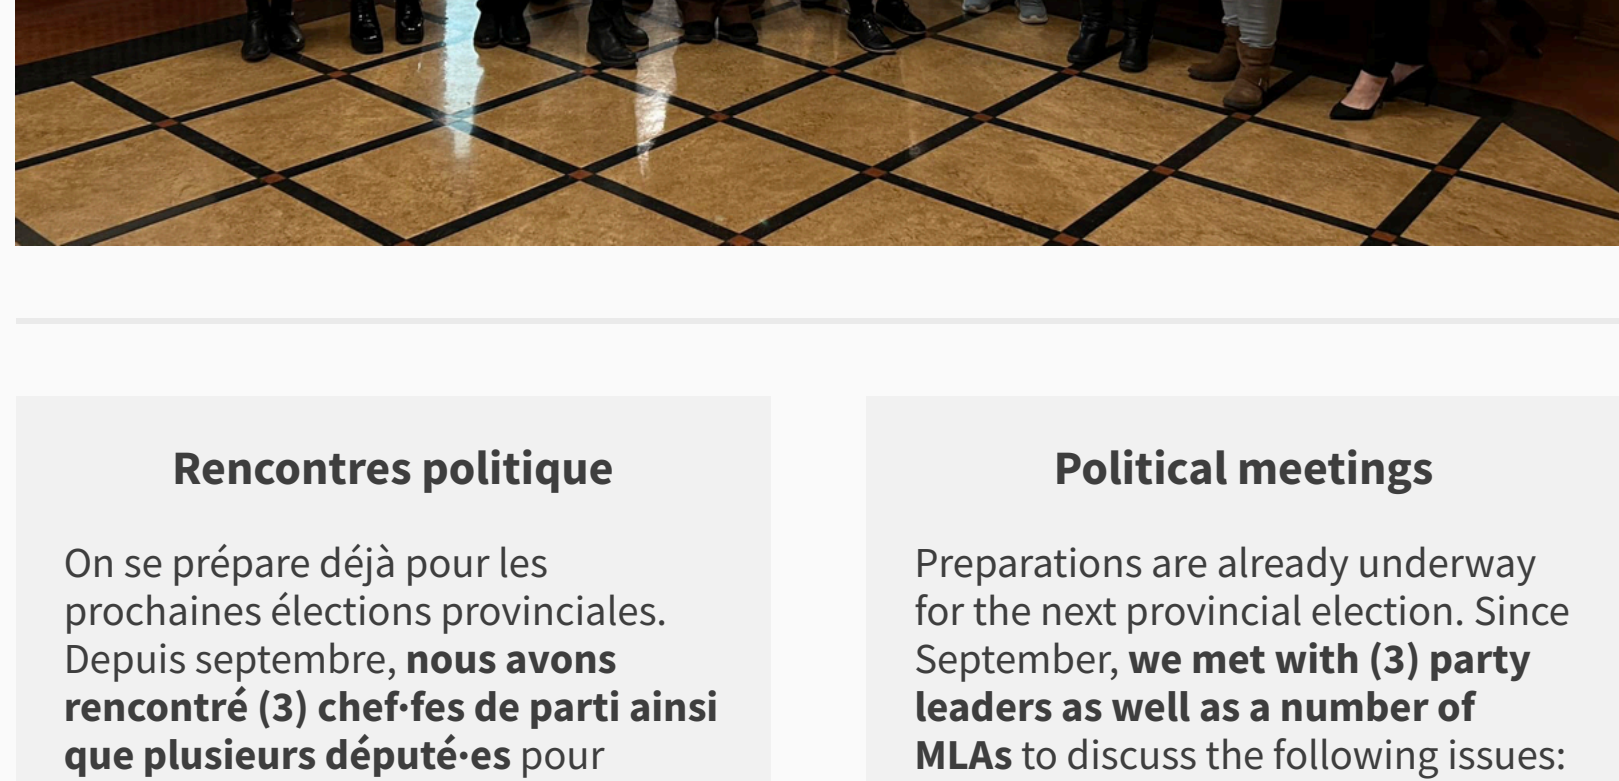 Rencontres politique
On se prépare déjà pour les
prochaines élections provinciales.
Depuis septembre, nous avons
rencontré (3) chef·fes de parti ainsi
que plusieurs député·es pour
Political meetings
Preparations are already underway
for the next provincial election. Since
September, we met with (3) party
leaders as well as a number of
MLAs to discuss the following issues: